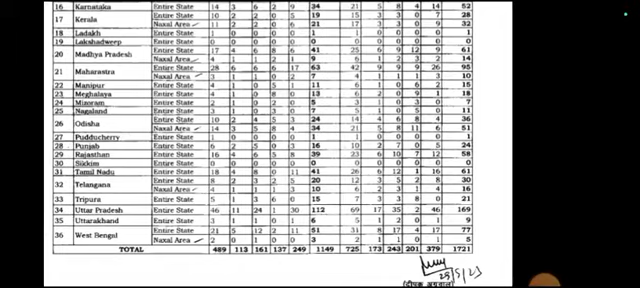 16 Karnataka Entire State 14 3 6 2 9 34 21 5 8 4 14 52
17 Kerala Entire State 10 2 2 0 5 19 15 3 3 0 7 28
Naxal Area 11 2 2 0 6 21 17 3 3 0 9 32
18 Ladakh Entire State 1 0 0 0 0 1 1 0 0 0 0 1
19 Lakshadweep Entire State 0 0 0 0 0 0 0 0 0 0 0 0
20 Madhya Pradesh Entire State 17 4 6 8 6 41 25 6 9 12 9 61
Naxal Area 4 1 1 1 2 9 6 1 2 2 3 14
21 Maharastra Entire State 28 6 6 6 17 63 42 9 9 9 26 95
Naxal Area 3 1 1 0 2 7 4 1 1 1 3 10
22 Manipur Entire State 4 1 0 5 1 11 6 1 0 6 2 15
23 Meghalaya Entire State 4 1 0 8 0 13 6 2 0 9 1 18
24 Mizoram Entire State 2 1 0 2 0 5 3 1 0 3 0 7
25 Nagaland Entire State 3 1 0 3 0 7 5 1 0 5 0 11
26 Odisha Entire State 10 2 4 5 3 24 14 4 6 8 4 36
Naxal Area 14 3 5 8 4 34 21 5 8 11 6 51
27 Pudducherry Entire State 1 0 0 0 0 1 1 0 0 0 0 1
28 Punjab Entire State 6 2 5 0 3 16 10 2 7 0 5 24
29 Rajasthan Entire State 16 4 6 5 8 39 23 6 10 7 12 58
30 Sikkim Entire State 0 0 0 0 0 0 0 0 0 0 0 0
31 Tamil Nadu Entire State 18 4 8 0 11 41 26 6 12 1 16 61
32 Telangana Entire State 8 2 3 2 5 20 12 3 5 2 8 30
Naxal Area 4 1 1 1 3 10 6 2 3 1 4 16
33 Tripura Entire State 5 1 3 6 0 15 7 3 3 8 0 21
34 Uttar Pradesh Entire State 46 11 24 1 30 112 69 17 35 2 46 169
35 Uttarakhand Entire State 3 1 1 0 1 6 5 1 2 0 1 9
36 West Bengal Entire State 21 5 12 2 11 51 31 8 17 4 17 77
Naxal Area 2 0 1 0 0 3 2 1 1 0 1 5
TOTAL 489 113 161 137 249 1149 725 173 243 201 379 1721
29/5/23
(दीपक अग्रवाल)